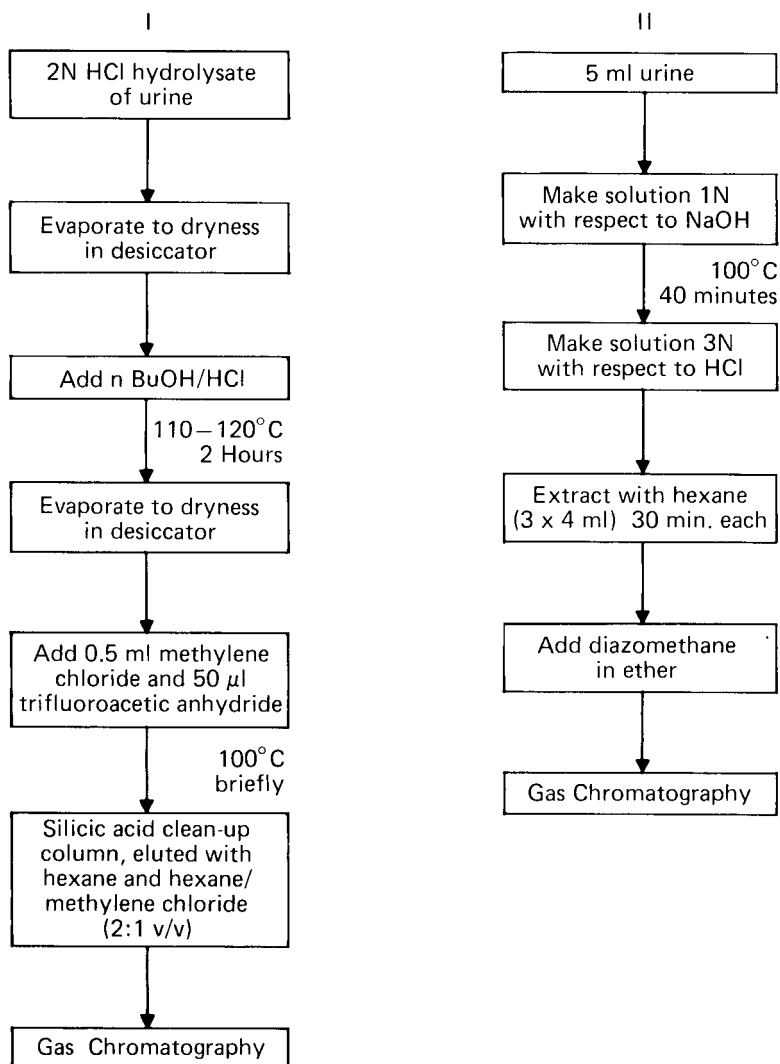 I
2N HCl hydrolysate
of urine
Evaporate to dryness
in desiccator
Add n BuOH/HCl
110–120°C
2 Hours
Evaporate to dryness
in desiccator
Add 0.5 ml methylene
chloride and 50 μl
trifluoroacetic anhydride
100°C
briefly
Silicic acid clean-up
column, eluted with
hexane and hexane/
methylene chloride
(2:1 v/v)
Gas Chromatography
II
5 ml urine
Make solution 1N
with respect to NaOH
100°C
40 minutes
Make solution 3N
with respect to HCl
Extract with hexane
(3 x 4 ml) 30 min. each
Add diazomethane
in ether
Gas Chromatography